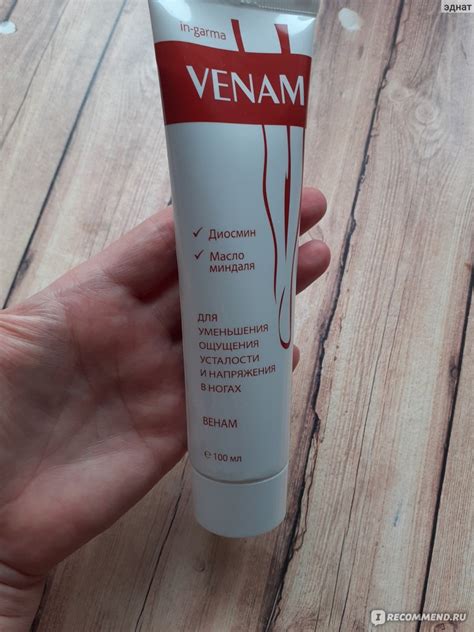 эднат
in-garma
VENAM
✓ Диосмин
✓ Масло
миндаля
ДЛЯ
УМЕНЬШЕНИЯ
ОЩУЩЕНИЯ
УСТАЛОСТИ
И НАПРЯЖЕНИЯ
В НОГАХ
ВЕНАМ
℮ 100 мл
I RECOMMEND.RU